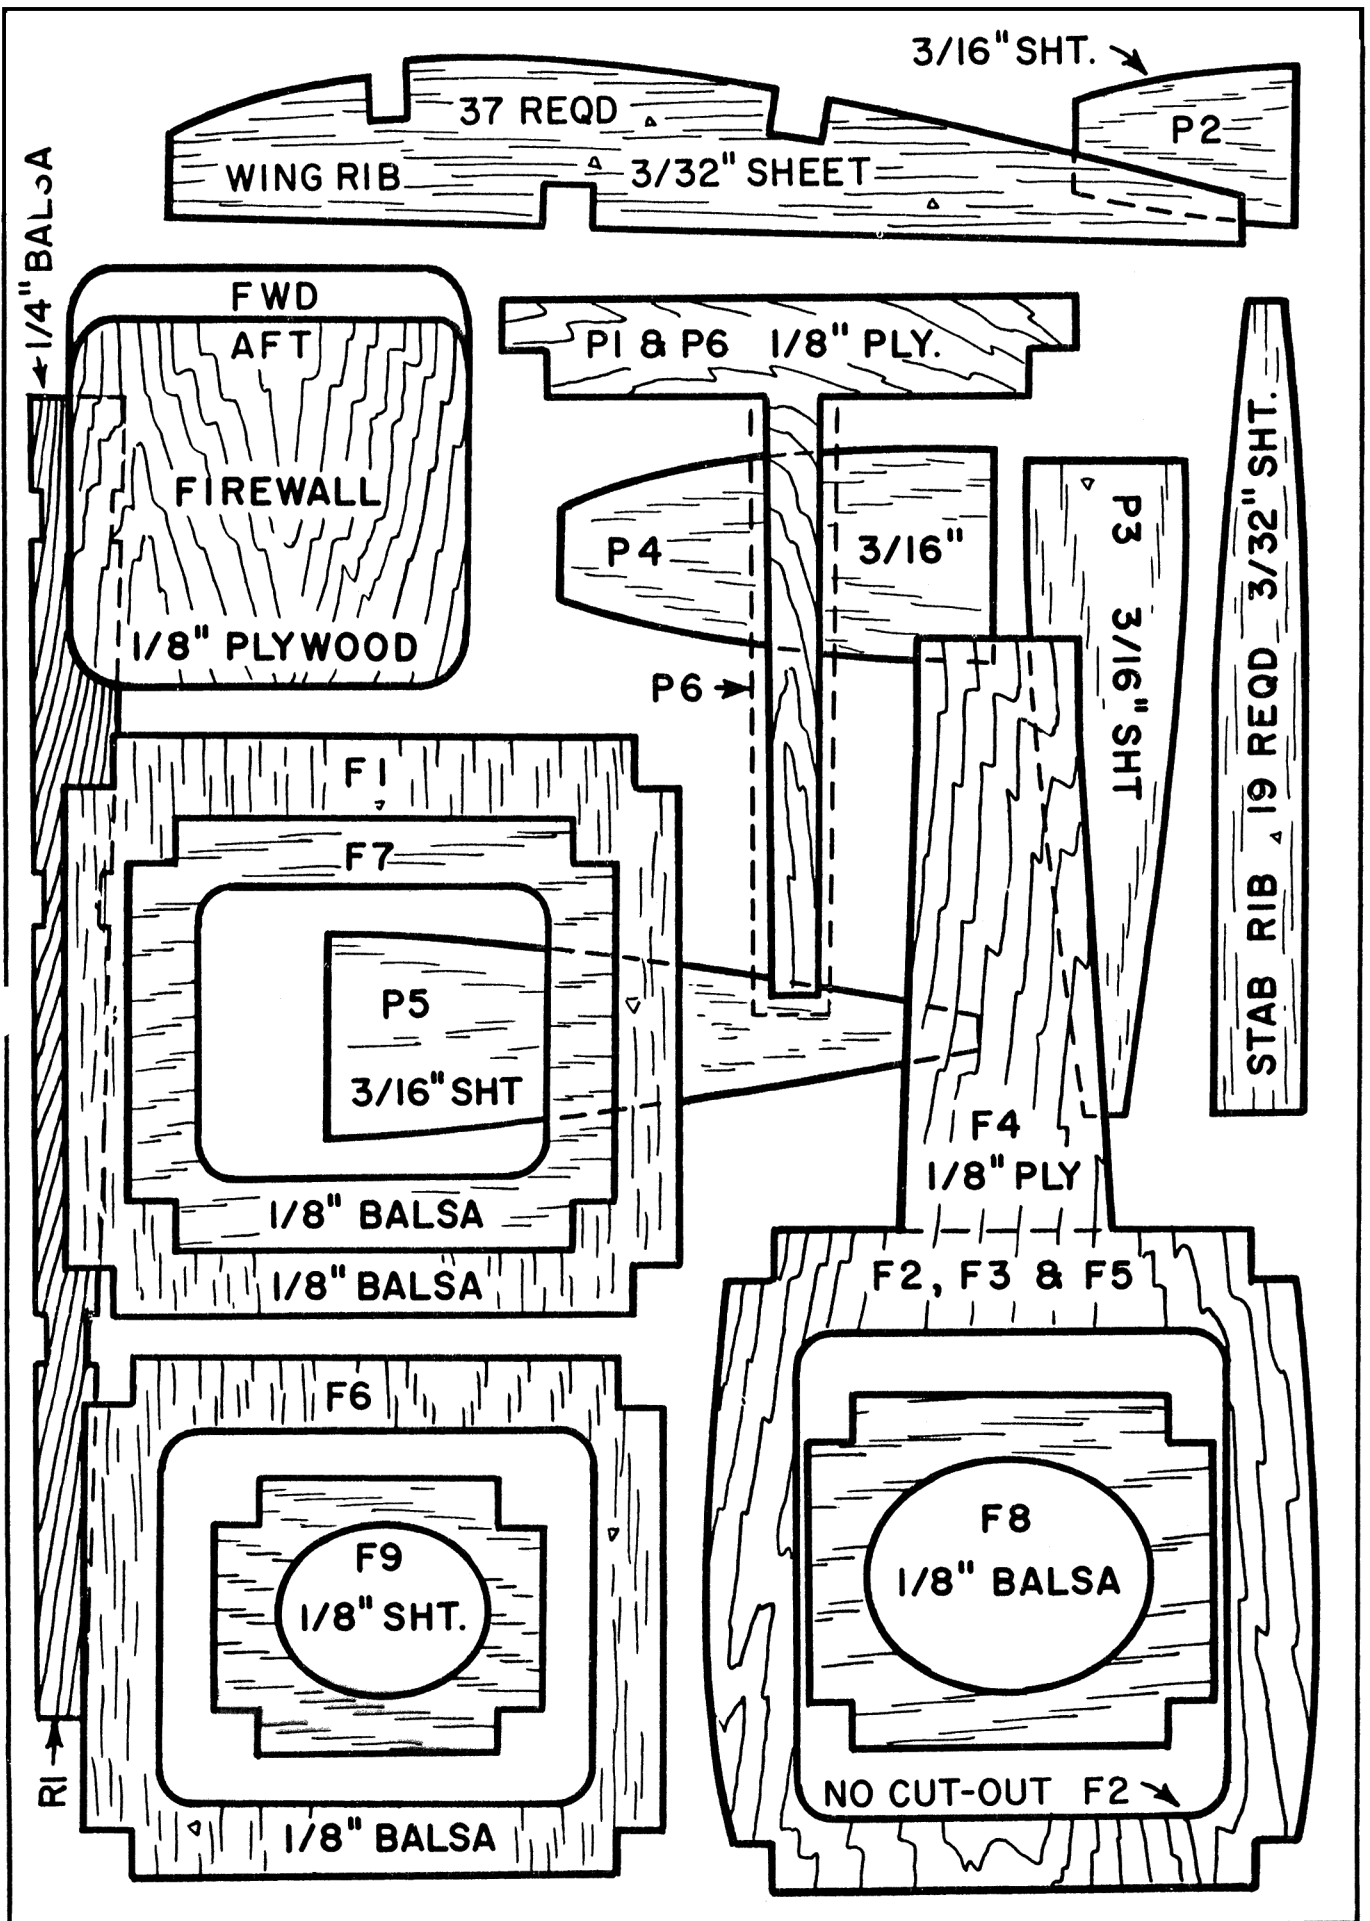 3/16" SHT.
37 REQD
P2
WING RIB
3/32" SHEET
1/4" BALSA
FWD
AFT
FIREWALL
1/8" PLYWOOD
P1 & P6 1/8" PLY.
P4
3/16"
P6
P3 3/16" SHT
STAB RIB 19 REQD 3/32" SHT.
F1
F7
P5
3/16" SHT
1/8" BALSA
1/8" BALSA
F4
1/8" PLY
F2, F3 & F5
F6
F9
1/8" SHT.
F8
1/8" BALSA
NO CUT-OUT F2
R1
1/8" BALSA